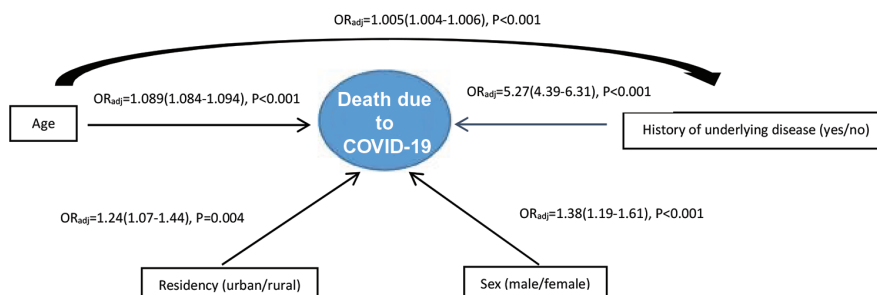 ORadj=1.005(1.004-1.006), P<0.001
ORadj=1.089(1.084-1.094), P<0.001
ORadj=5.27(4.39-6.31), P<0.001
Death due
to
COVID-19
Age
History of underlying disease (yes/no)
ORadj=1.24(1.07-1.44), P=0.004
ORadj=1.38(1.19-1.61), P<0.001
Residency (urban/rural)
Sex (male/female)